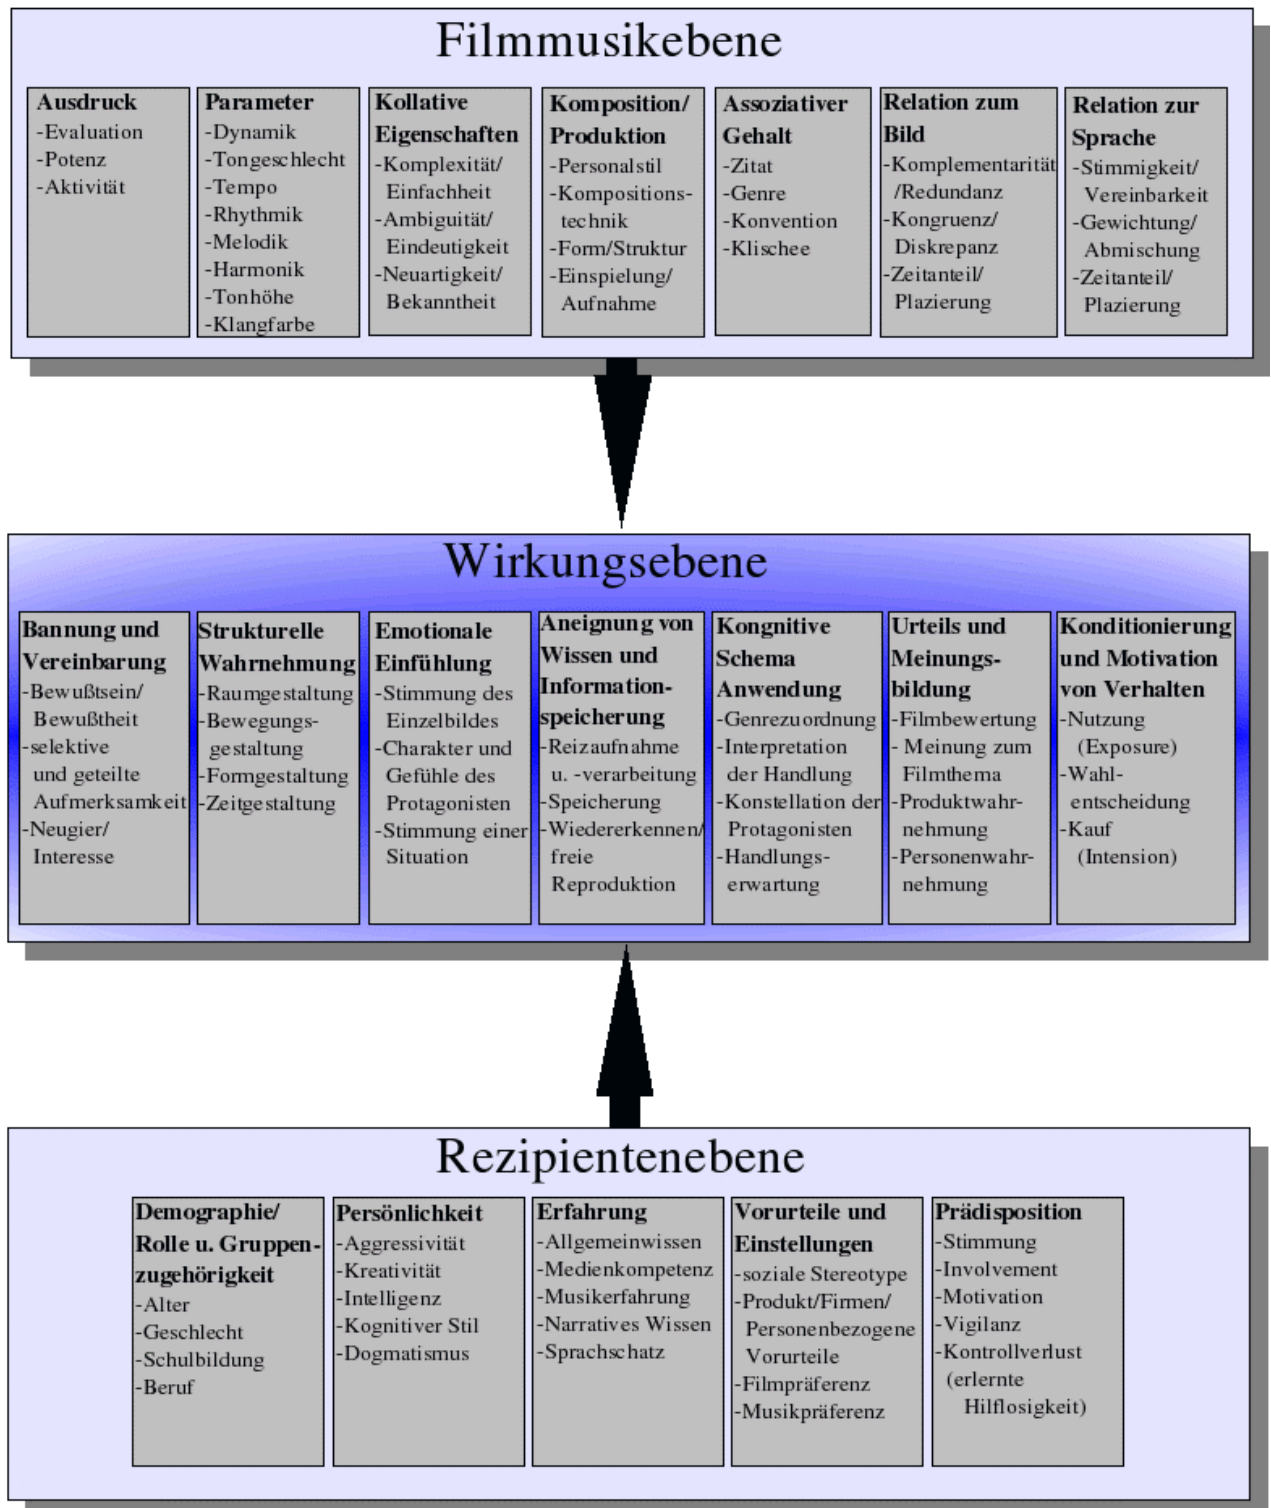 Filmmusikebene
Ausdruck
-Evaluation
-Potenz
-Aktivität
Parameter
-Dynamik
-Tongeschlecht
-Tempo
-Rhythmik
-Melodik
-Harmonik
-Tonhöhe
-Klangfarbe
Kollative
Eigenschaften
-Komplexität/
Einfachheit
-Ambiguität/
Eindeutigkeit
-Neuartigkeit/
Bekanntheit
Komposition/
Produktion
-Personalstil
-Kompositions-
technik
-Form/Struktur
-Einspielung/
Aufnahme
Assoziativer
Gehalt
-Zitat
-Genre
-Konvention
-Klischee
Relation zum
Bild
-Komplementarität
/Redundanz
-Kongruenz/
Diskrepanz
-Zeitanteil/
Plazierung
Relation zur
Sprache
-Stimmigkeit/
Vereinbarkeit
-Gewichtung/
Abmischung
-Zeitanteil/
Plazierung
Wirkungsebene
Bannung und
Vereinbarung
-Bewußtsein/
Bewußtheit
-selektive
und geteilte
Aufmerksamkeit
-Neugier/
Interesse
Strukturelle
Wahrnehmung
-Raumgestaltung
-Bewegungs-
gestaltung
-Formgestaltung
-Zeitgestaltung
Emotionale
Einfühlung
-Stimmung des
Einzelbildes
-Charakter und
Gefühle des
Protagonisten
-Stimmung einer
Situation
Aneignung von
Wissen und
Information-
speicherung
-Reizaufnahme
u. -verarbeitung
-Speicherung
-Wiedererkennen/
freie
Reproduktion
Kongnitive
Schema
Anwendung
-Genrezuordnung
-Interpretation
der Handlung
-Konstellation der
Protagonisten
-Handlungs-
erwartung
Urteils und
Meinungs-
bildung
-Filmbewertung
- Meinung zum
Filmthema
-Produktwahr-
nehmung
-Personenwahr-
nehmung
Konditionierung
und Motivation
von Verhalten
-Nutzung
(Exposure)
-Wahl-
entscheidung
-Kauf
(Intension)
Rezipientenebene
Demographie/
Rolle u. Gruppen-
zugehörigkeit
-Alter
-Geschlecht
-Schulbildung
-Beruf
Persönlichkeit
-Aggressivität
-Kreativität
-Intelligenz
-Kognitiver Stil
-Dogmatismus
Erfahrung
-Allgemeinwissen
-Medienkompetenz
-Musikerfahrung
-Narratives Wissen
-Sprachschatz
Vorurteile und
Einstellungen
-soziale Stereotype
-Produkt/Firmen/
Personenbezogene
Vorurteile
-Filmpräferenz
-Musikpräferenz
Prädisposition
-Stimmung
-Involvement
-Motivation
-Vigilanz
-Kontrollverlust
(erlernte
Hilflosigkeit)